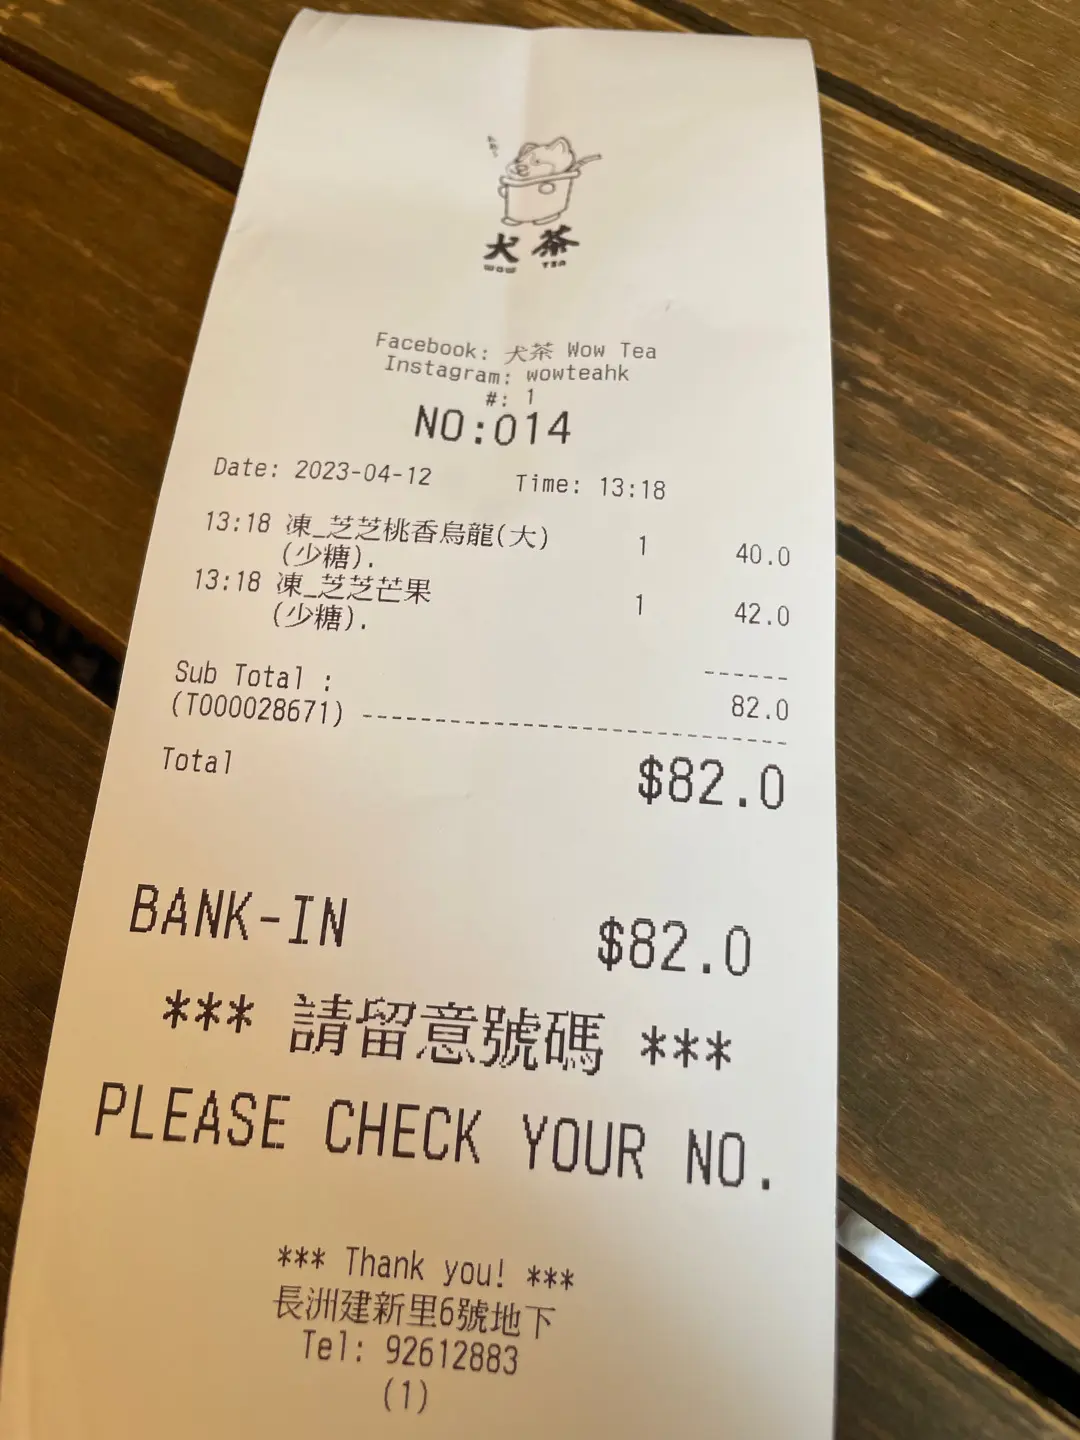 犬茶
WOW TEA
Facebook: 犬茶 Wow Tea
Instagram: wowteahk
#: 1
NO:014
Date: 2023-04-12 Time: 13:18
13:18 凍_芝芝桃香烏龍(大) 1 40.0
(少糖).
13:18 凍_芝芝芒果 1 42.0
(少糖).
------
Sub Total : 82.0
(T000028671) ------------------------------
Total $82.0
BANK-IN $82.0
*** 請留意號碼 ***
PLEASE CHECK YOUR NO.
*** Thank you! ***
長洲建新里6號地下
Tel: 92612883
(1)